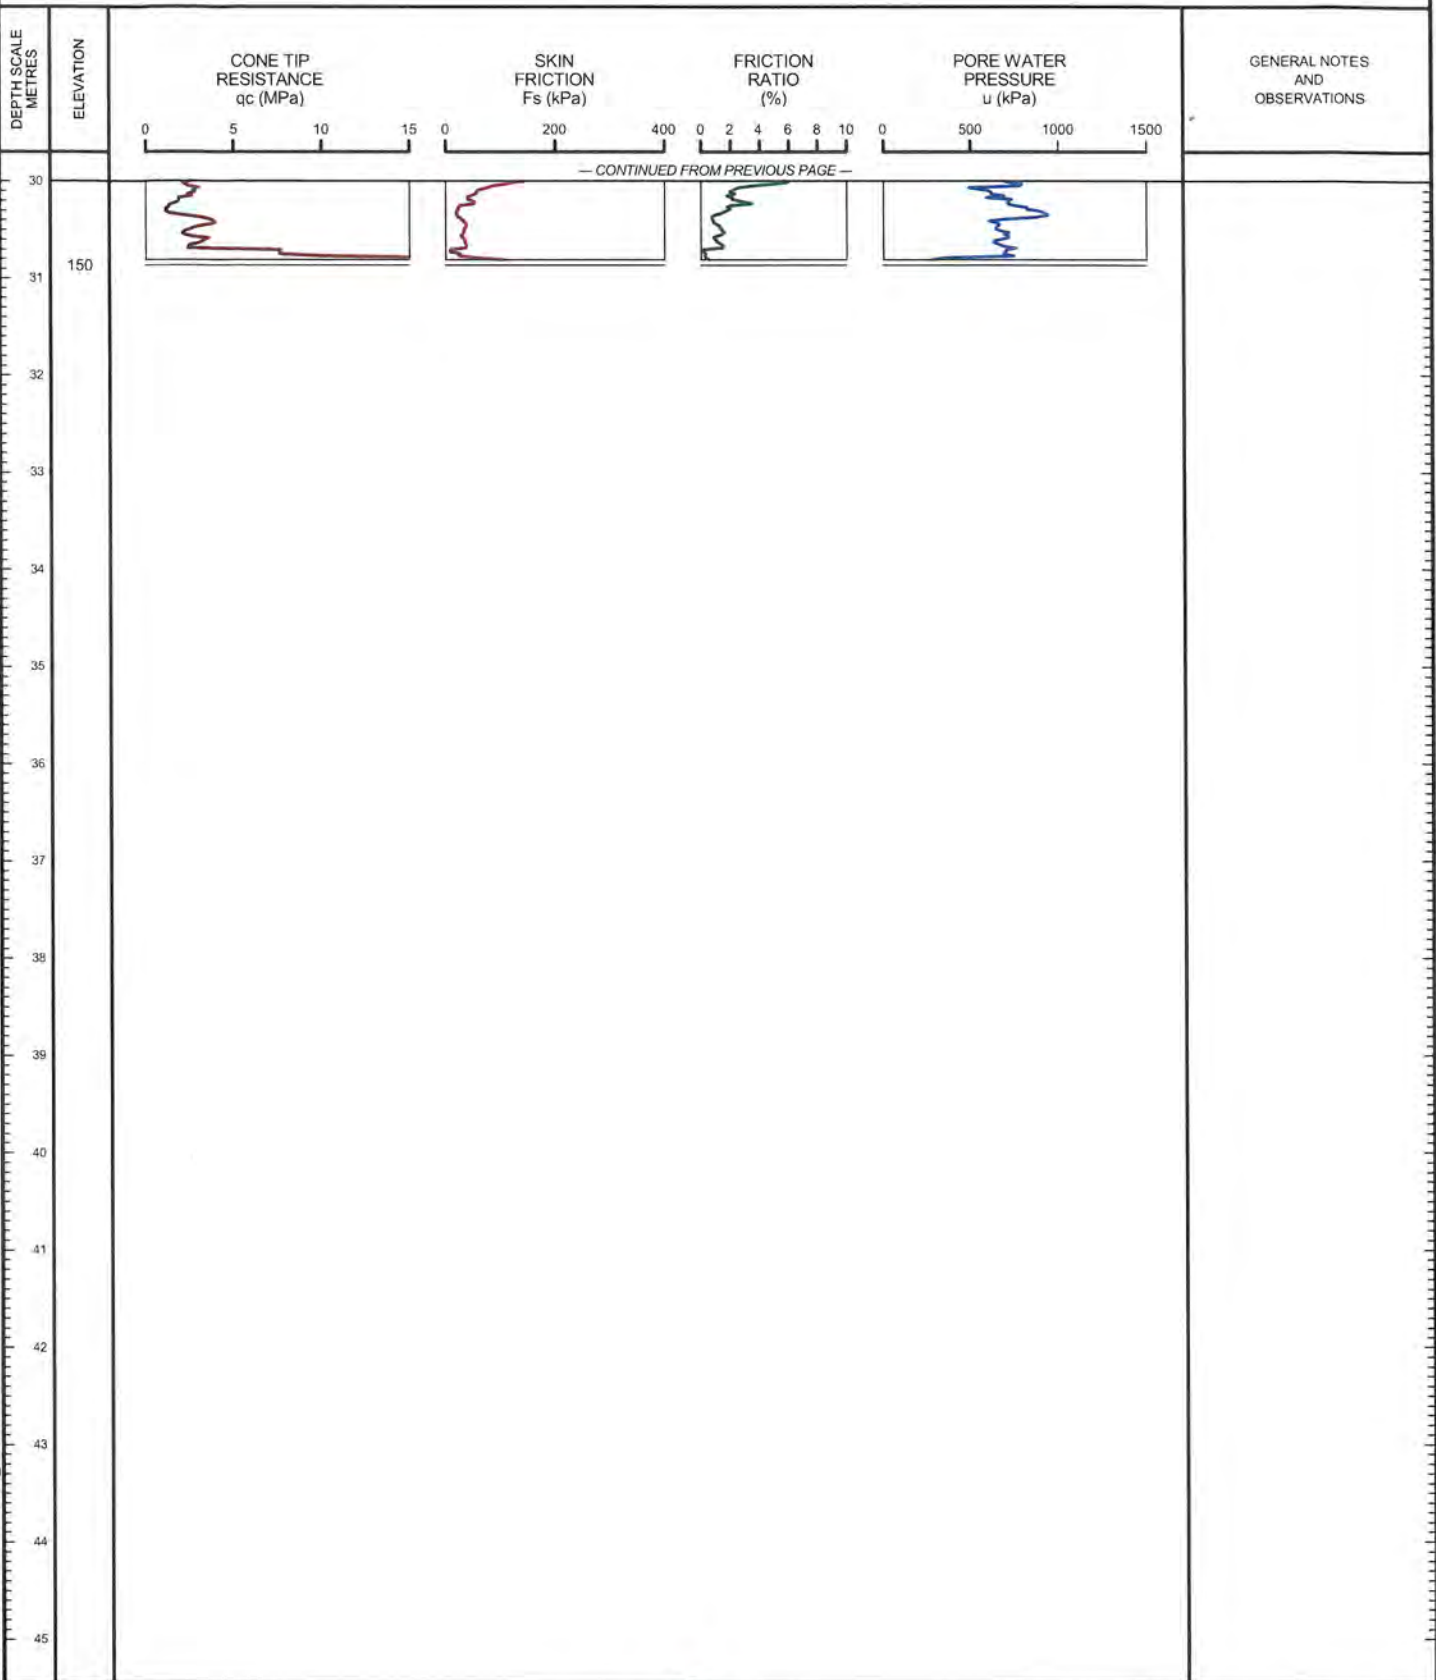 DEPTH SCALE
METRES
ELEVATION
CONE TIP
RESISTANCE
qc (MPa)
SKIN
FRICTION
Fs (kPa)
FRICTION
RATIO
(%)
PORE WATER
PRESSURE
u (kPa)
GENERAL NOTES
AND
OBSERVATIONS
0 5 10 15 0 200 400 0 2 4 6 8 10 0 500 1000 1500
— CONTINUED FROM PREVIOUS PAGE —
30
150
31
32
33
34
35
36
37
38
39
40
41
42
43
44
45